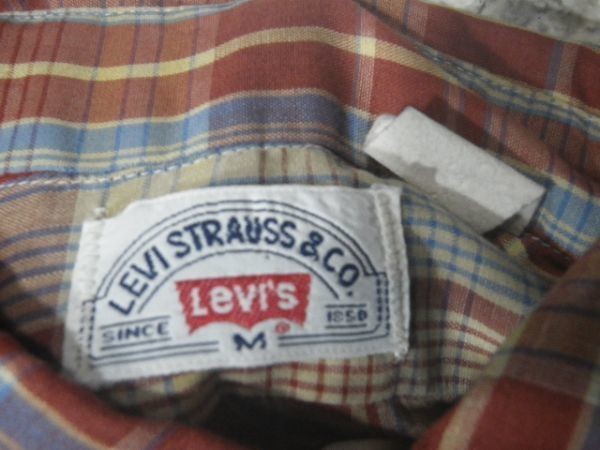 LEVI STRAUSS & CO.
Levi's
®
SINCE 1850
M